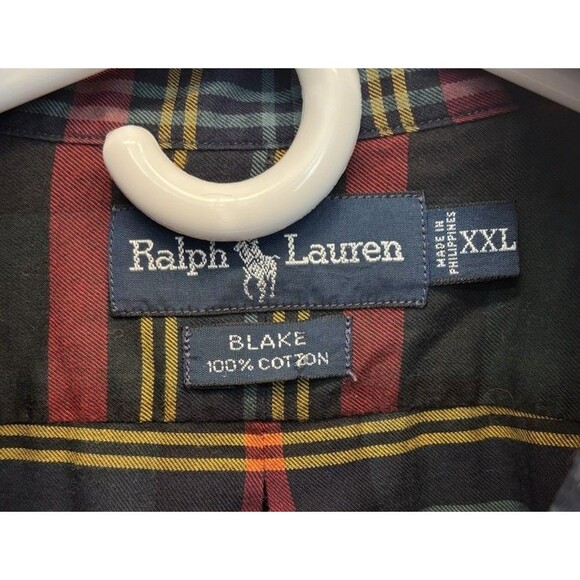 Ralph Lauren
MADE IN
PHILIPPINES
XXL
BLAKE
100% COTTON